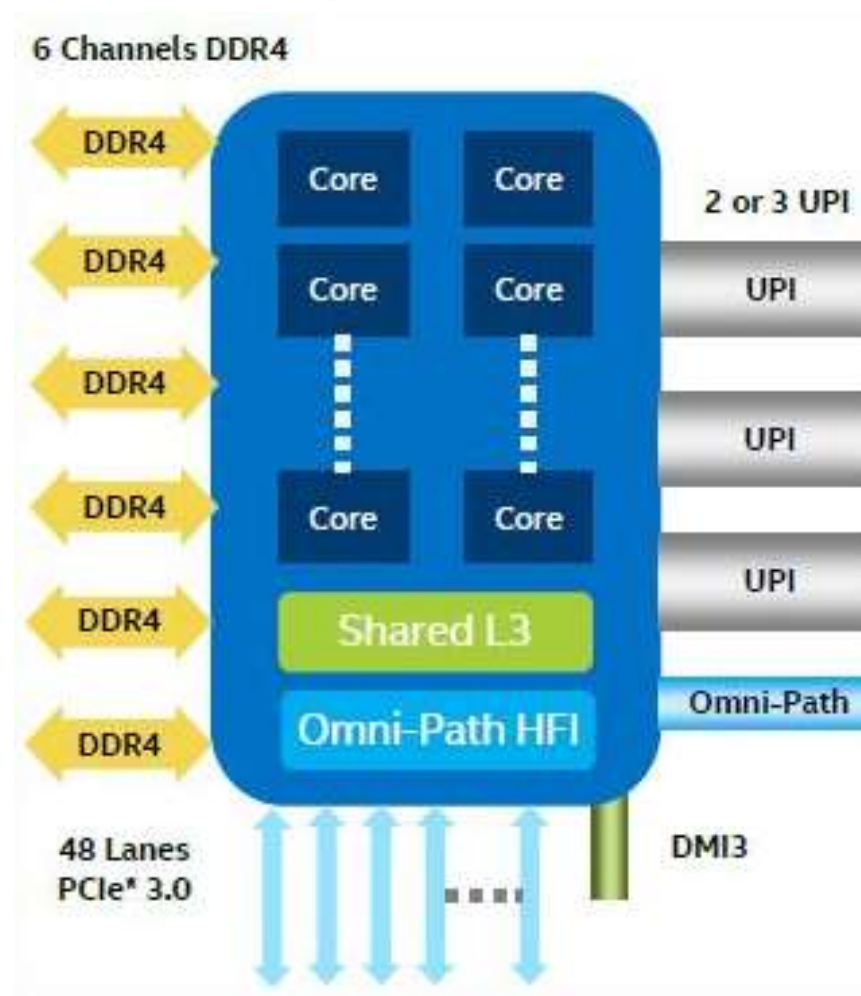 6 Channels DDR4
DDR4
Core
Core
2 or 3 UPI
DDR4
Core
Core
UPI
DDR4
UPI
DDR4
Core
Core
UPI
DDR4
Shared L3
Omni-Path
DDR4
Omni-Path HFI
48 Lanes
PCIe* 3.0
DMI3